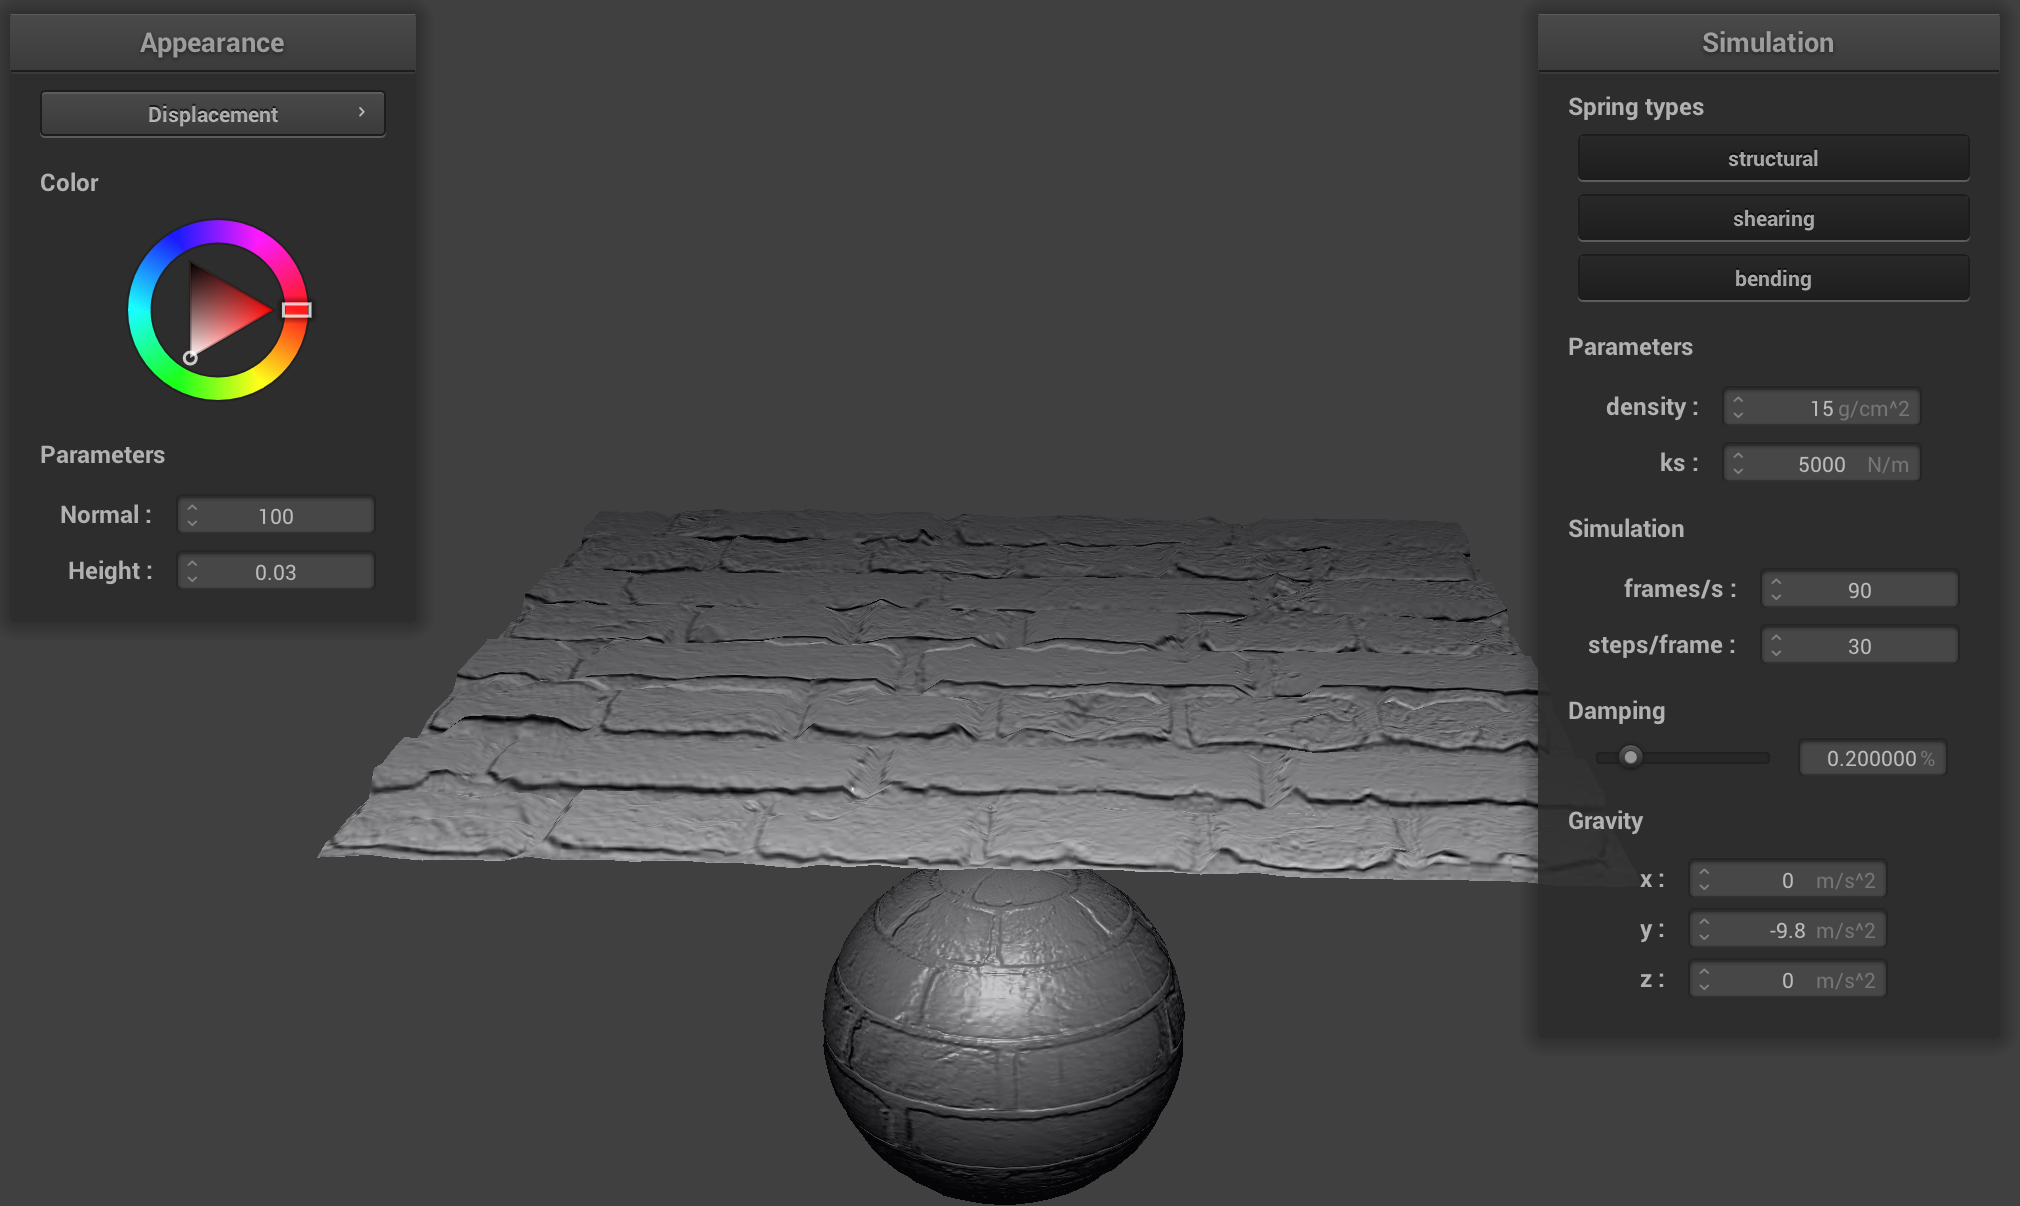 Appearance
Displacement
Color
Parameters
Normal : 100
Height : 0.03
Simulation
Spring types
structural
shearing
bending
Parameters
density : 15 g/cm^2
ks : 5000 N/m
Simulation
frames/s : 90
steps/frame : 30
Damping
0.200000 %
Gravity
x : 0 m/s^2
y : -9.8 m/s^2
z : 0 m/s^2